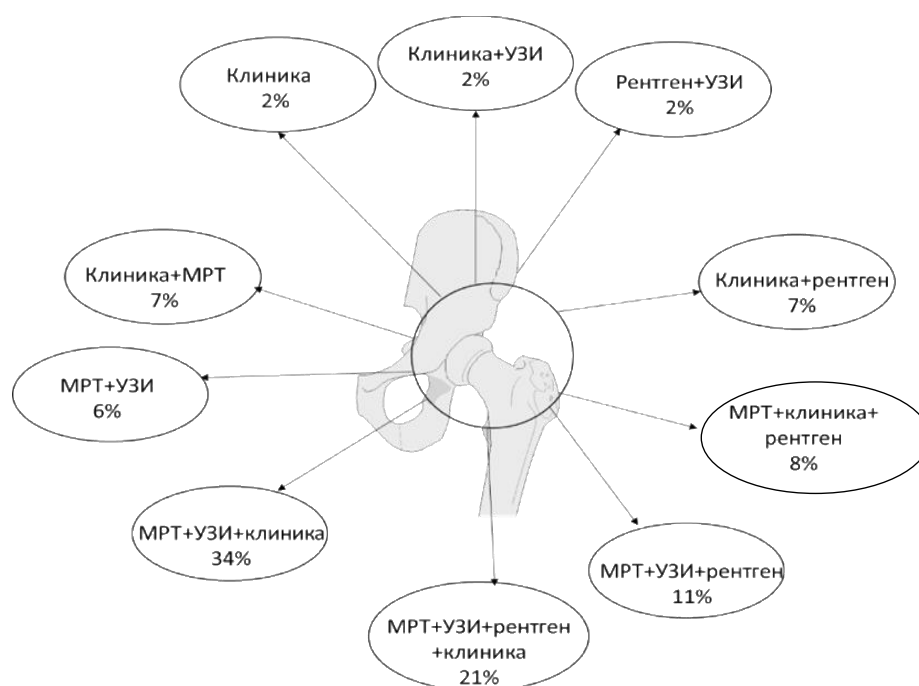 Клиника
2%
Клиника+УЗИ
2%
Рентген+УЗИ
2%
Клиника+МРТ
7%
Клиника+рентген
7%
МРТ+УЗИ
6%
МРТ+клиника+
рентген
8%
МРТ+УЗИ+клиника
34%
МРТ+УЗИ+рентген
11%
МРТ+УЗИ+рентген
+клиника
21%